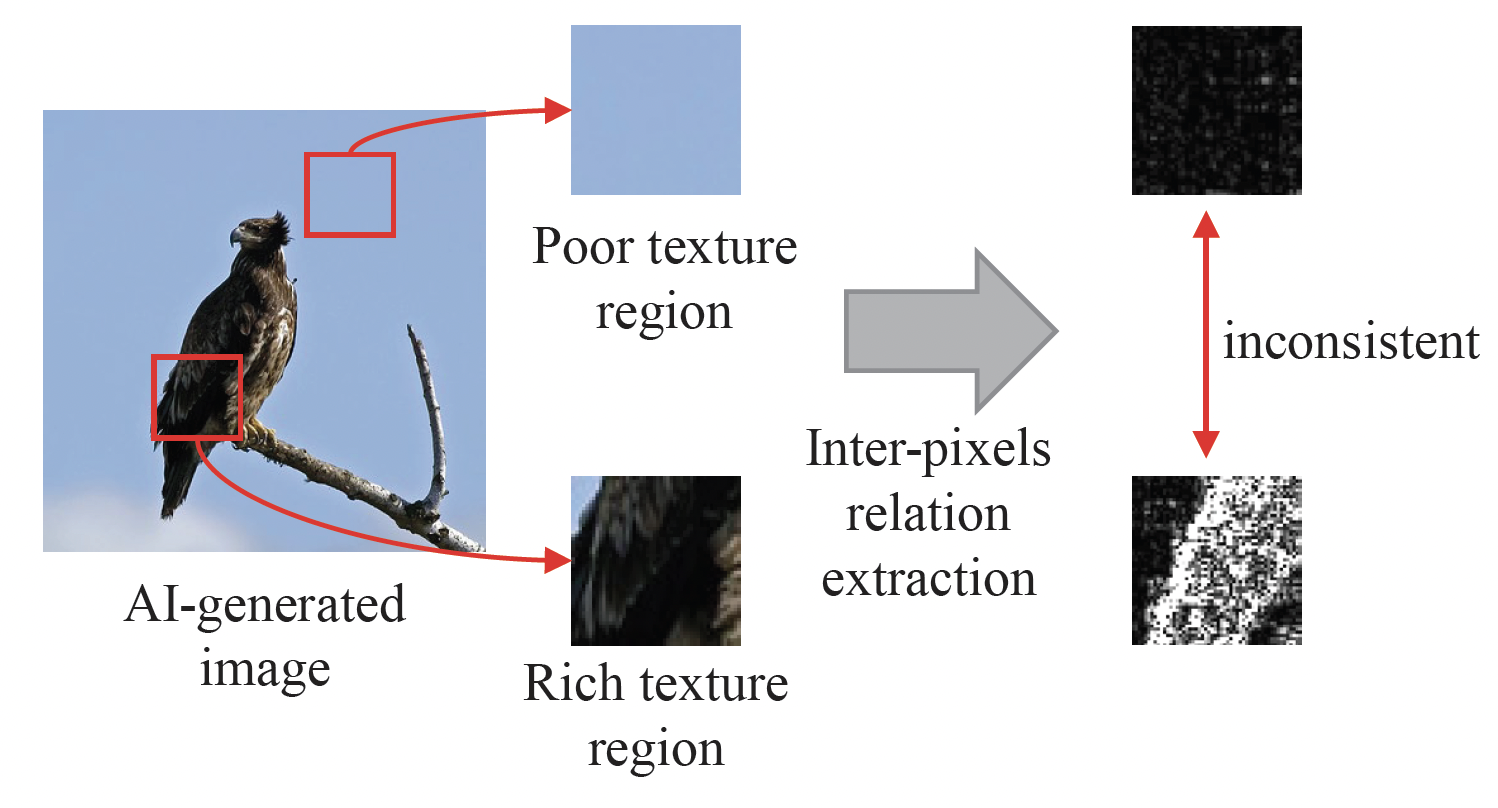 Poor texture
region
inconsistent
Inter-pixels
relation
extraction
AI-generated
image
Rich texture
region